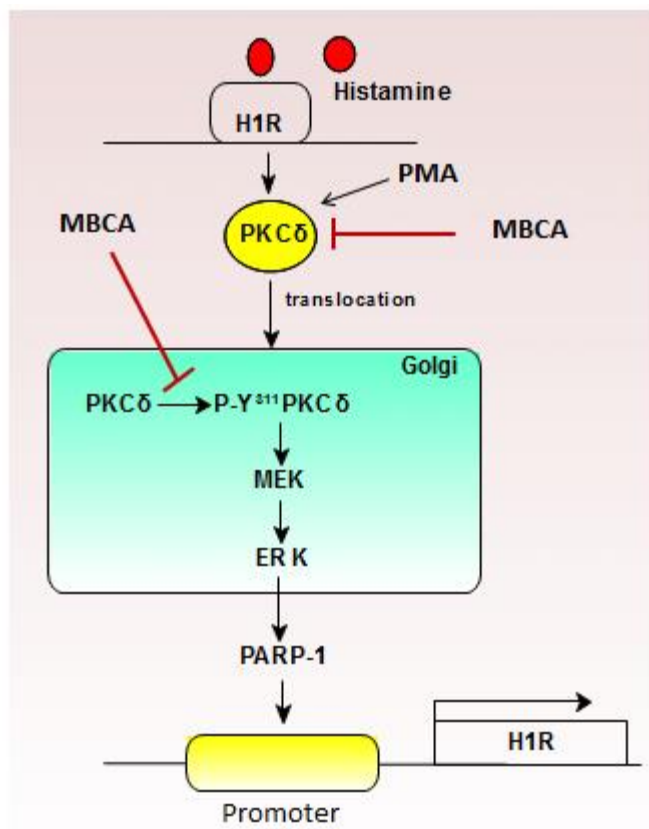 Histamine
H1R
PMA
MBCA
PKCδ
MBCA
translocation
Golgi
PKCδ
P-Y³¹¹PKCδ
MEK
ERK
PARP-1
H1R
Promoter